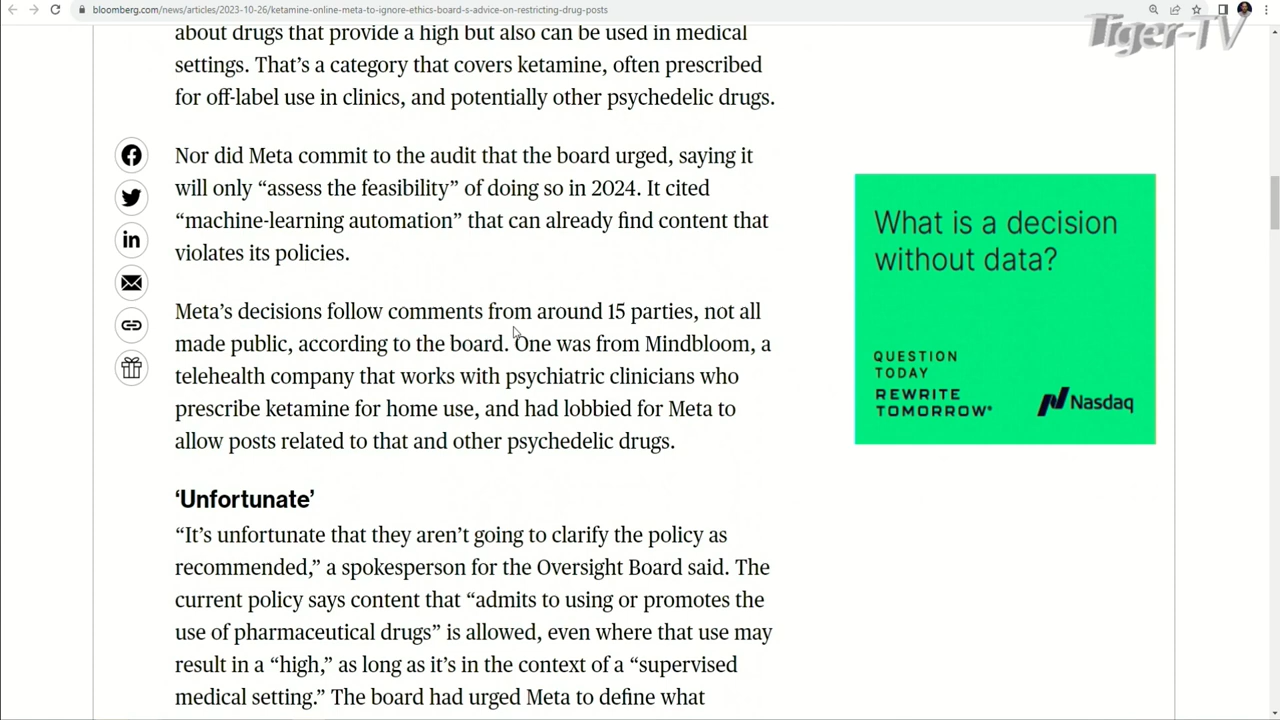 bloomberg.com/news/articles/2023-10-26/ketamine-online-meta-to-ignore-ethics-board-s-advice-on-restricting-drug-posts
Tiger-TV
about drugs that provide a high but also can be used in medical
settings. That’s a category that covers ketamine, often prescribed
for off-label use in clinics, and potentially other psychedelic drugs.
Nor did Meta commit to the audit that the board urged, saying it
will only “assess the feasibility” of doing so in 2024. It cited
“machine-learning automation” that can already find content that
violates its policies.
Meta’s decisions follow comments from around 15 parties, not all
made public, according to the board. One was from Mindbloom, a
telehealth company that works with psychiatric clinicians who
prescribe ketamine for home use, and had lobbied for Meta to
allow posts related to that and other psychedelic drugs.
‘Unfortunate’
“It’s unfortunate that they aren’t going to clarify the policy as
recommended,” a spokesperson for the Oversight Board said. The
current policy says content that “admits to using or promotes the
use of pharmaceutical drugs” is allowed, even where that use may
result in a “high,” as long as it’s in the context of a “supervised
medical setting.” The board had urged Meta to define what
What is a decision
without data?
QUESTION
TODAY
REWRITE
TOMORROW®
Nasdaq